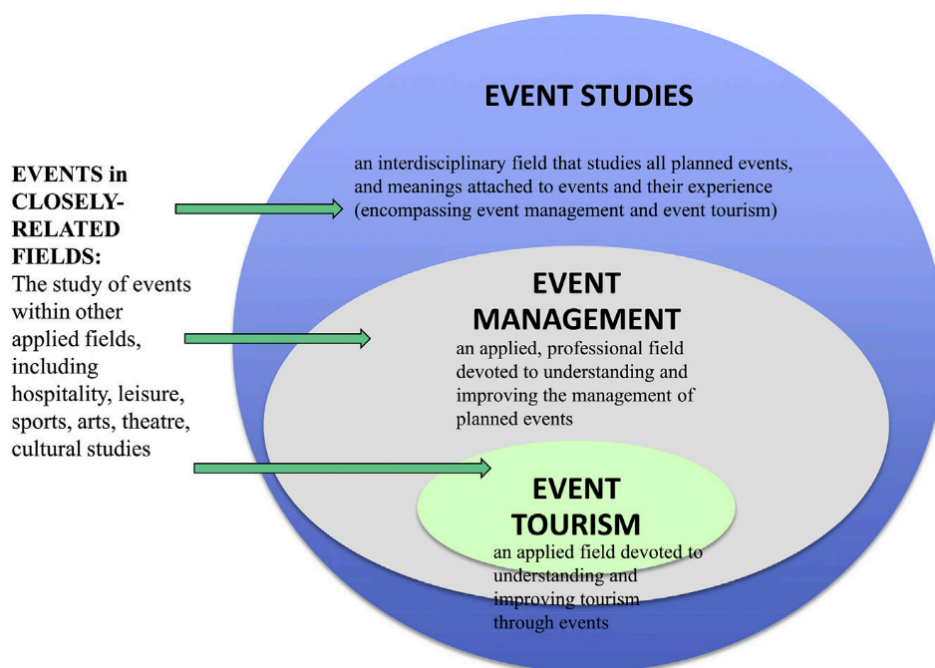 EVENTS in
CLOSELY-
RELATED
FIELDS:
The study of events
within other
applied fields,
including
hospitality, leisure,
sports, arts, theatre,
cultural studies
EVENT STUDIES
an interdisciplinary field that studies all planned events,
and meanings attached to events and their experience
(encompassing event management and event tourism)
EVENT
MANAGEMENT
an applied, professional field
devoted to understanding and
improving the management of
planned events
EVENT
TOURISM
an applied field devoted to
understanding and
improving tourism
through events